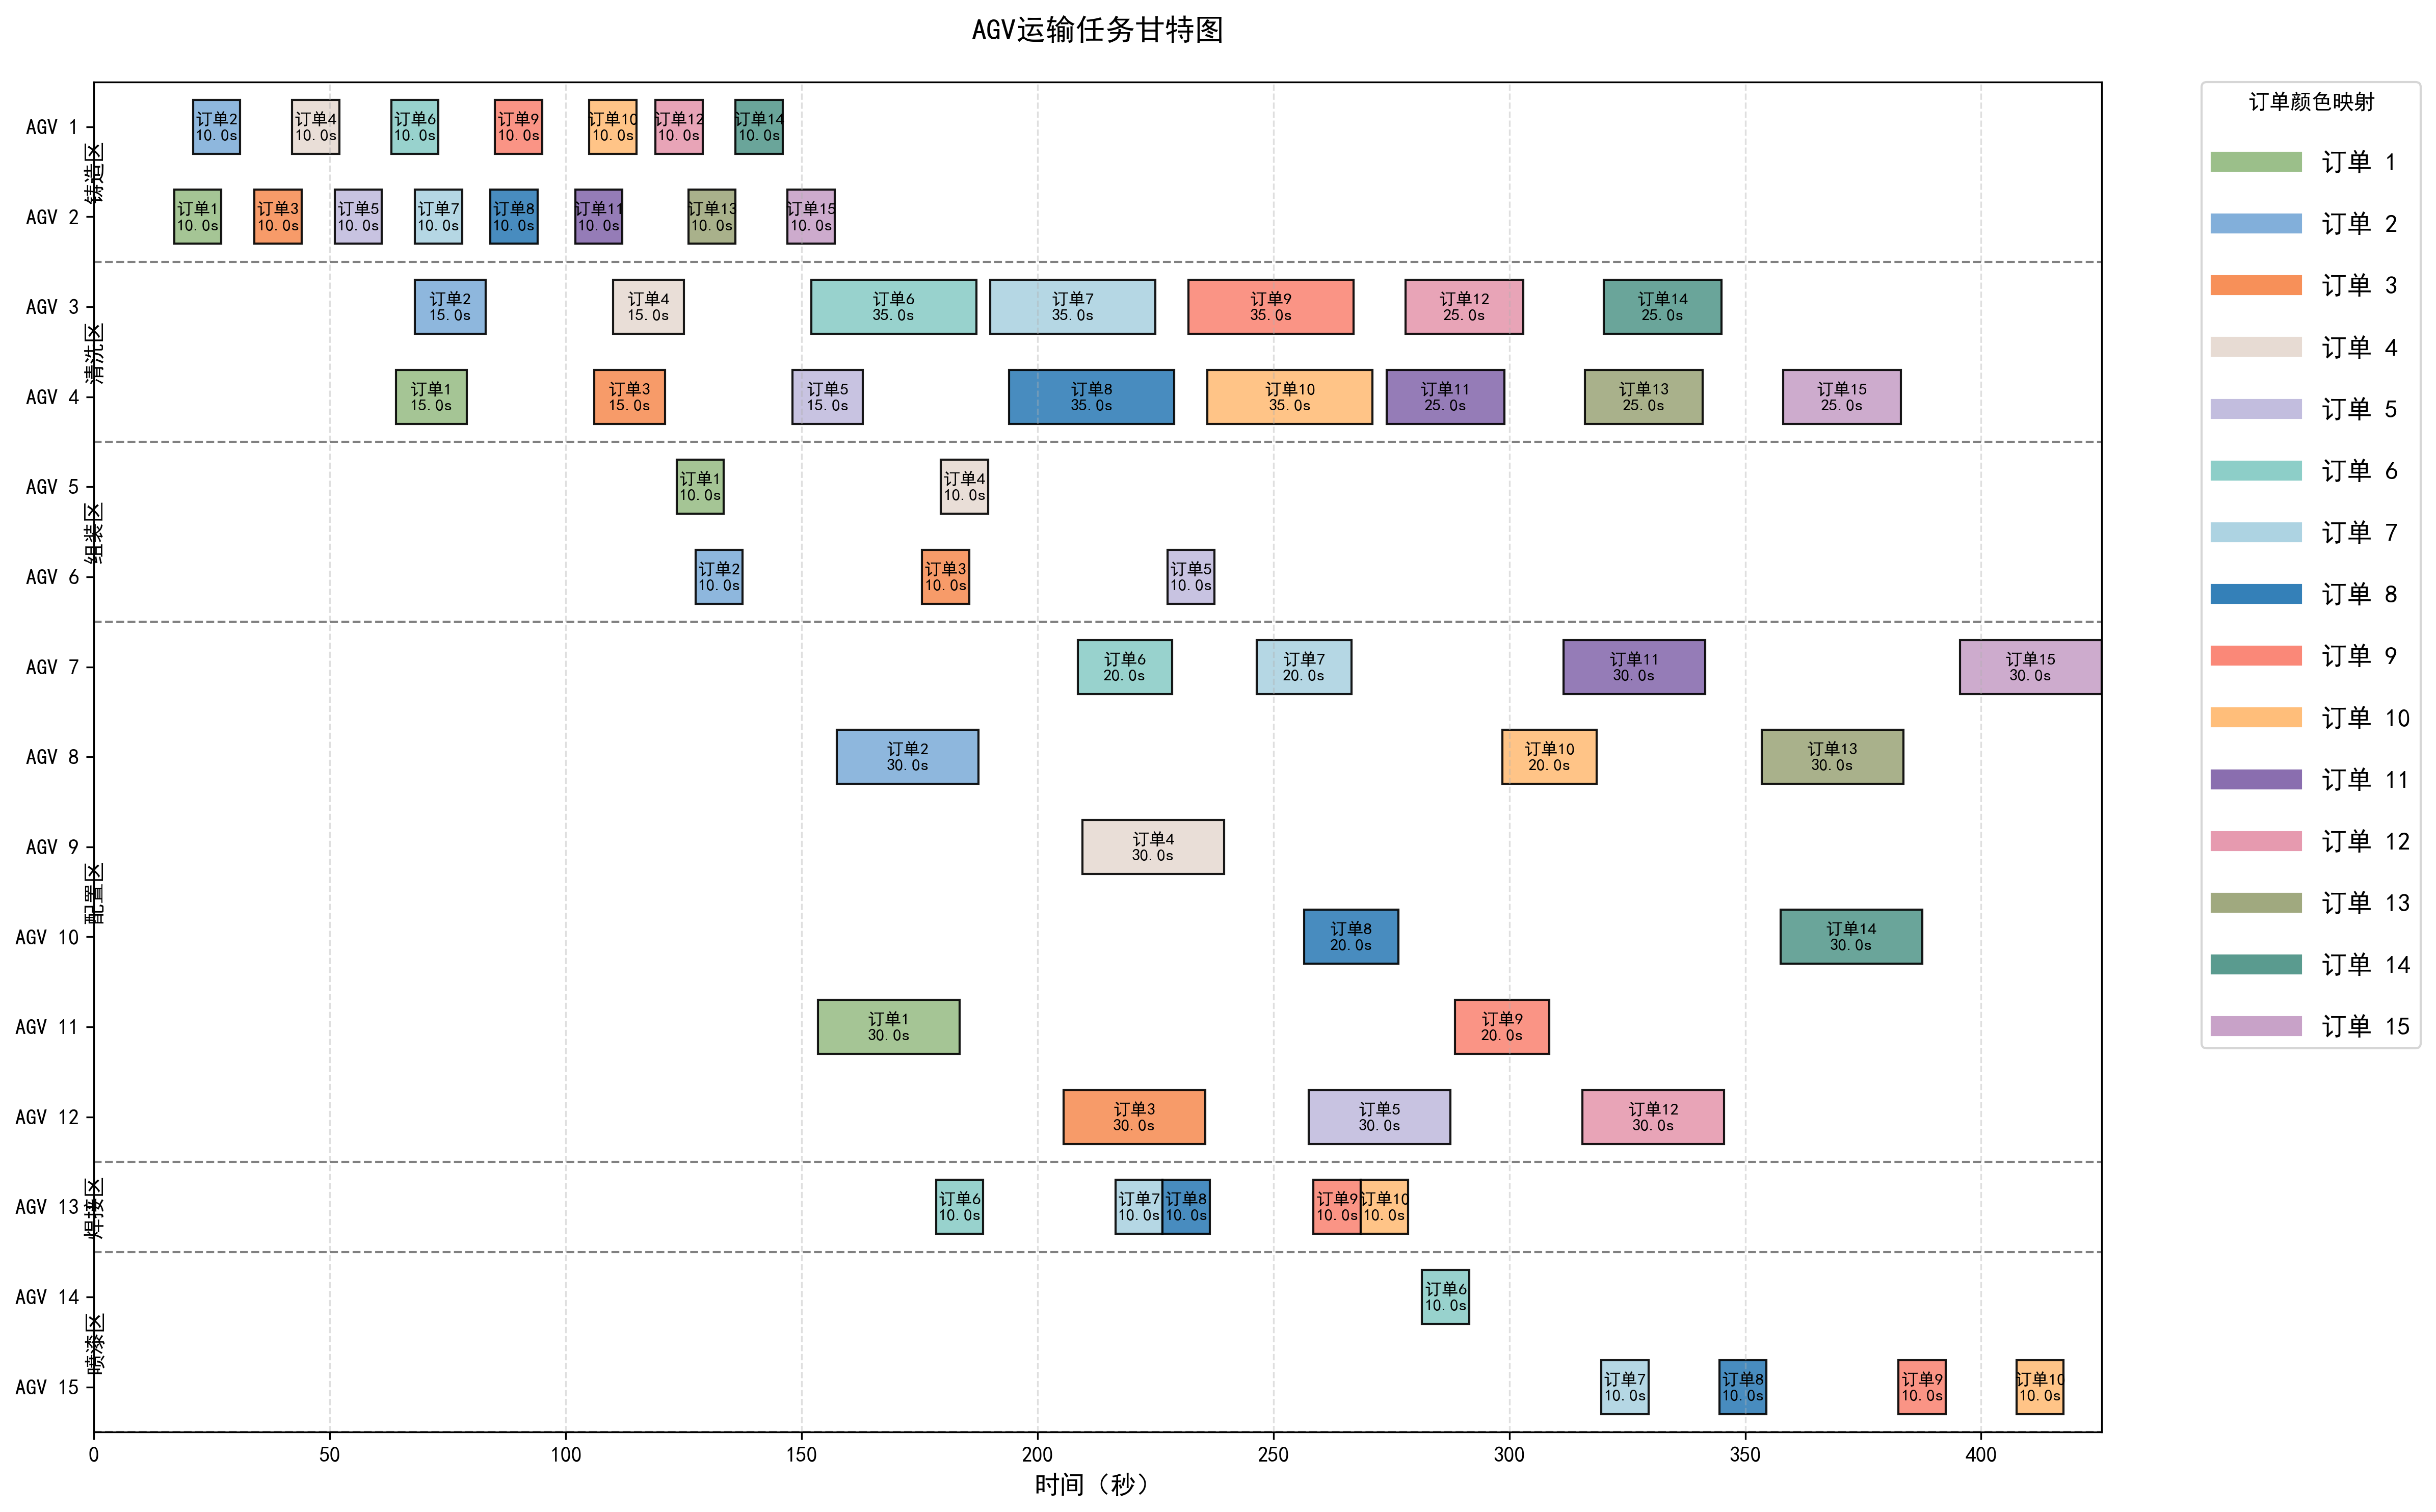 AGV运输任务甘特图
AGV 1
订单2
10.0s
订单4
10.0s
订单6
10.0s
订单9
10.0s
订单10
10.0s
订单12
10.0s
订单14
10.0s
铸造区
AGV 2
订单1
10.0s
订单3
10.0s
订单5
10.0s
订单7
10.0s
订单8
10.0s
订单11
10.0s
订单13
10.0s
订单15
10.0s
AGV 3
订单2
15.0s
订单4
15.0s
订单6
35.0s
订单7
35.0s
订单9
35.0s
订单12
25.0s
订单14
25.0s
清洗区
AGV 4
订单1
15.0s
订单3
15.0s
订单5
15.0s
订单8
35.0s
订单10
35.0s
订单11
25.0s
订单13
25.0s
订单15
25.0s
AGV 5
订单1
10.0s
订单4
10.0s
组装区
AGV 6
订单2
10.0s
订单3
10.0s
订单5
10.0s
AGV 7
订单6
20.0s
订单7
20.0s
订单11
30.0s
订单15
30.0s
AGV 8
订单2
30.0s
订单10
20.0s
订单13
30.0s
AGV 9
订单4
30.0s
配置区
AGV 10
订单8
20.0s
订单14
30.0s
AGV 11
订单1
30.0s
订单9
20.0s
AGV 12
订单3
30.0s
订单5
30.0s
订单12
30.0s
焊接区
AGV 13
订单6
10.0s
订单7
10.0s
订单8
10.0s
订单9
10.0s
订单10
10.0s
AGV 14
订单6
10.0s
喷漆区
AGV 15
订单7
10.0s
订单8
10.0s
订单9
10.0s
订单10
10.0s
0
50
100
150
200
250
300
350
400
时间（秒）
订单颜色映射
订单 1
订单 2
订单 3
订单 4
订单 5
订单 6
订单 7
订单 8
订单 9
订单 10
订单 11
订单 12
订单 13
订单 14
订单 15